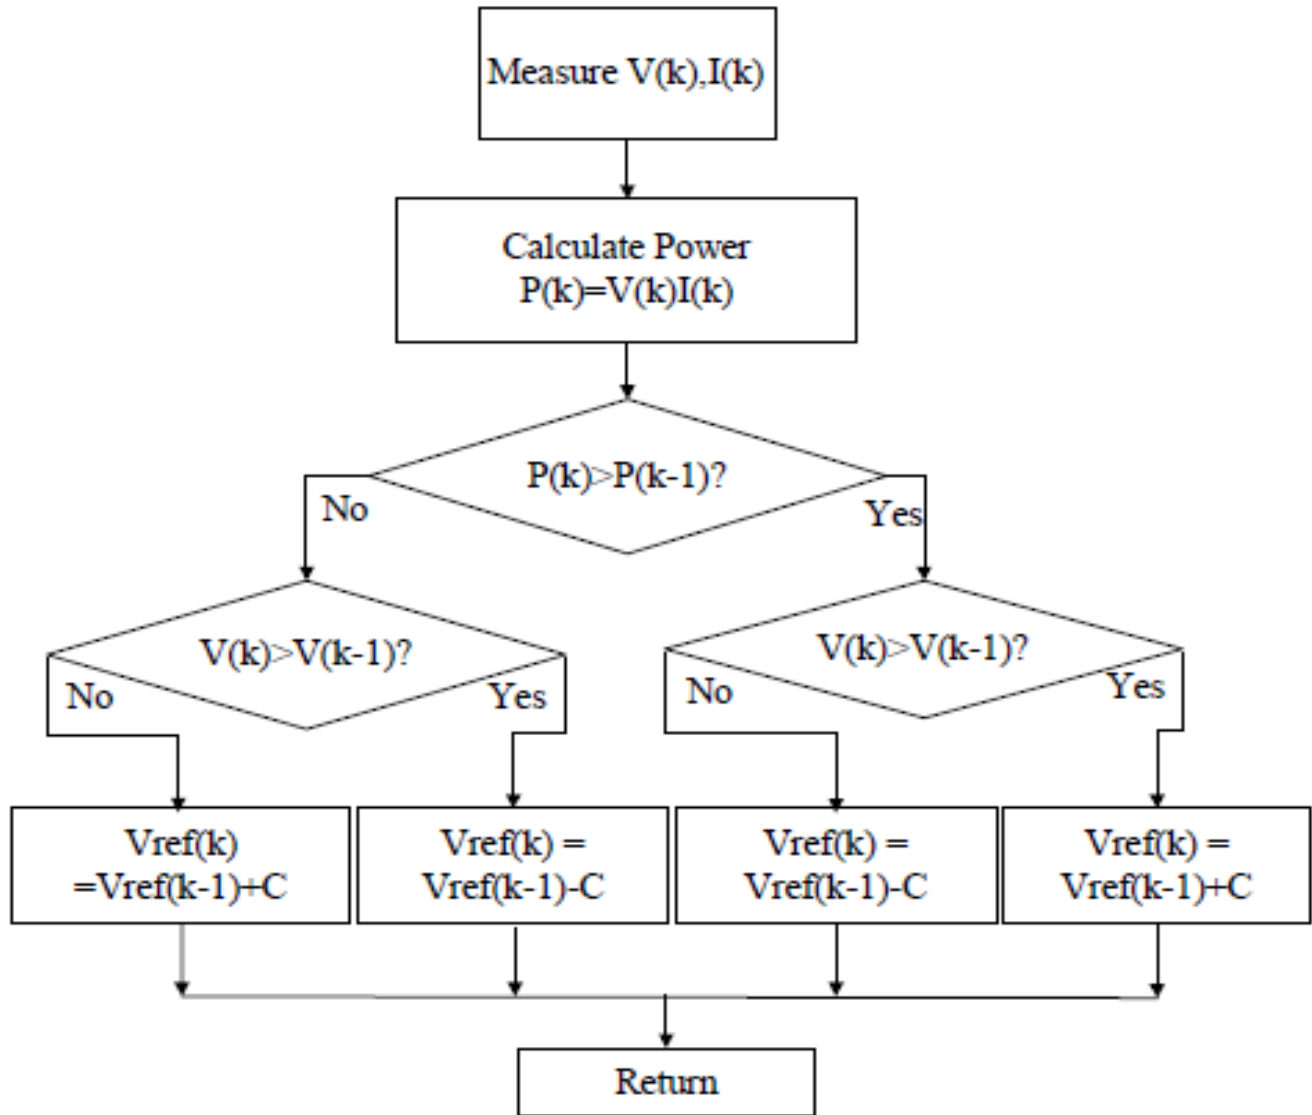 Measure V(k),I(k)
Calculate Power
P(k)=V(k)I(k)
P(k)>P(k-1)?
No
Yes
V(k)>V(k-1)?
No
Yes
V(k)>V(k-1)?
No
Yes
Vref(k)
=Vref(k-1)+C
Vref(k) =
Vref(k-1)-C
Vref(k) =
Vref(k-1)-C
Vref(k) =
Vref(k-1)+C
Return